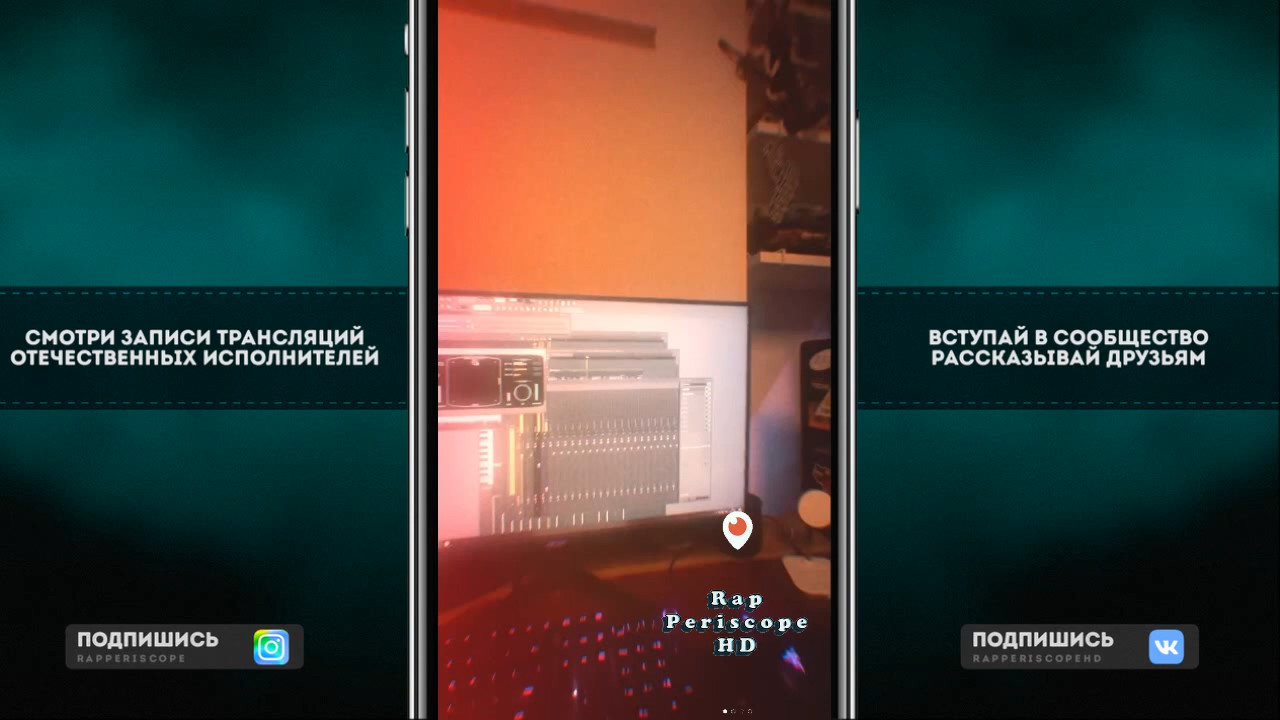 СМОТРИ ЗАПИСИ ТРАНСЛЯЦИЙ
ОТЕЧЕСТВЕННЫХ ИСПОЛНИТЕЛЕЙ
ВСТУПАЙ В СООБЩЕСТВО
РАССКАЗЫВАЙ ДРУЗЬЯМ
Rap
Periscope
HD
ПОДПИШИСЬ
RAPPERISCOPE
ПОДПИШИСЬ
RAPPERISCOPEHD